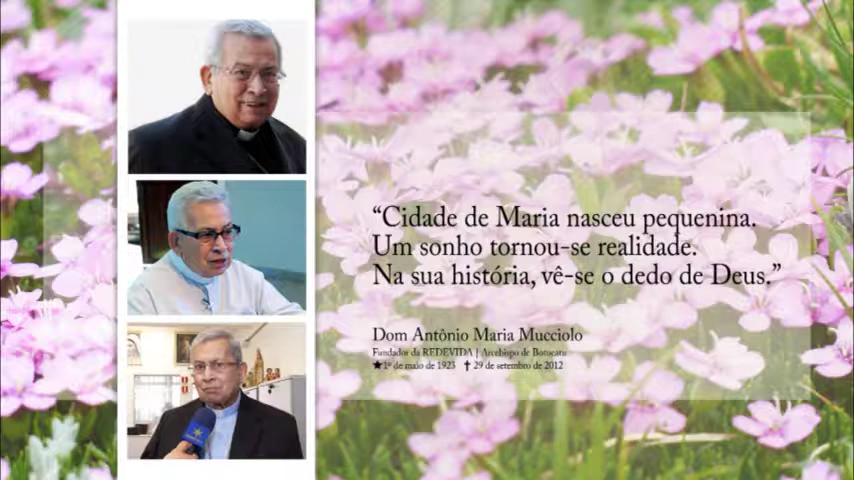 “Cidade de Maria nasceu pequenina.
Um sonho tornou-se realidade.
Na sua história, vê-se o dedo de Deus.”
Dom Antônio Maria Mucciolo
Fundador da REDEVIDA | Arcebispo de Botucatu
★1º de maio de 1923 ✝29 de setembro de 2012